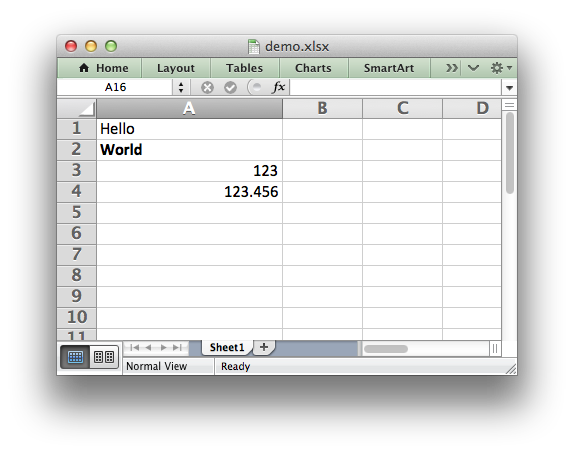 demo.xlsx
Home Layout Tables Charts SmartArt
A16 fx
A B C D
1 Hello
2 World
3 123
4 123.456
5
6
7
8
9
10
11
Sheet1
Normal View Ready